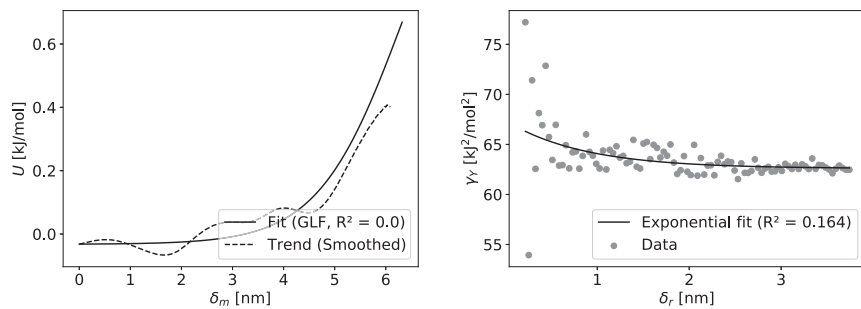 0.6
0.4
0.2
0.0
U [kJ/mol]
0 1 2 3 4 5 6
δm [nm]
Fit (GLF, R² = 0.0)
Trend (Smoothed)
75
70
65
60
55
γγ [kJ²/mol²]
1 2 3
δr [nm]
Exponential fit (R² = 0.164)
Data